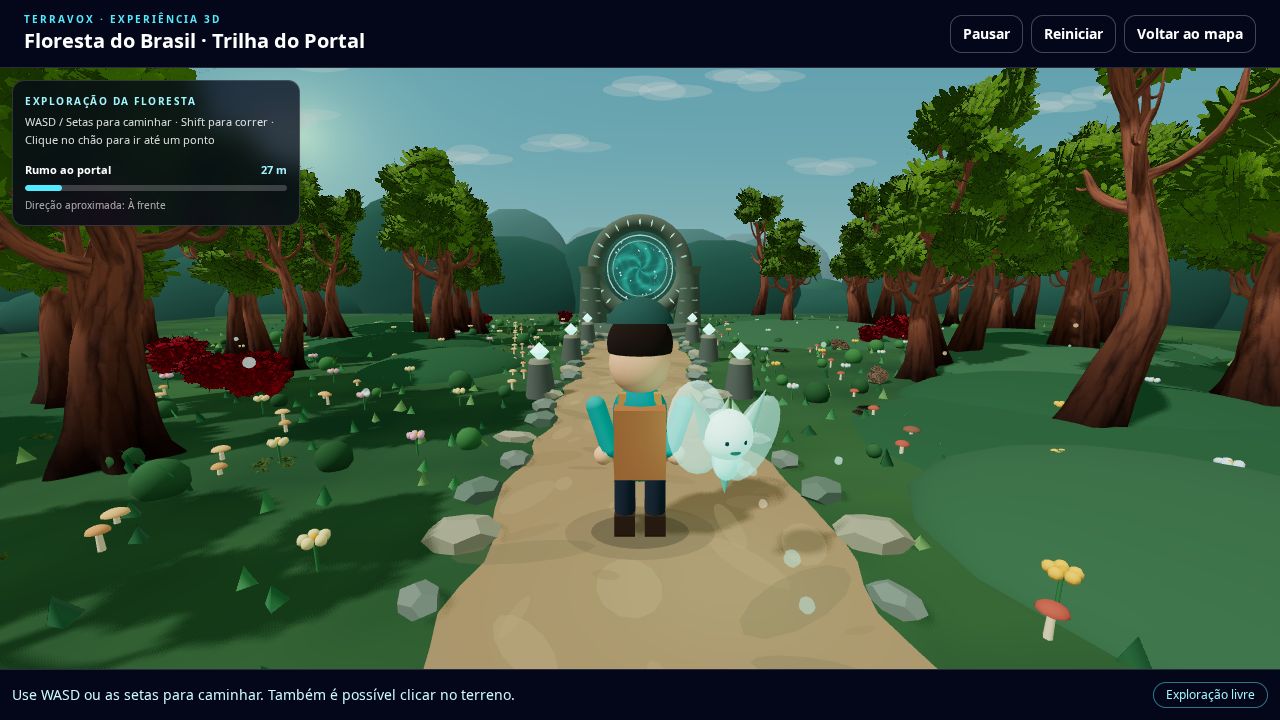 TERRAVOX · EXPERIÊNCIA 3D
Floresta do Brasil · Trilha do Portal
Pausar
Reiniciar
Voltar ao mapa
EXPLORAÇÃO DA FLORESTA
WASD / Setas para caminhar · Shift para correr ·
Clique no chão para ir até um ponto
Rumo ao portal 27 m
Direção aproximada: À frente
Use WASD ou as setas para caminhar. Também é possível clicar no terreno.
Exploração livre